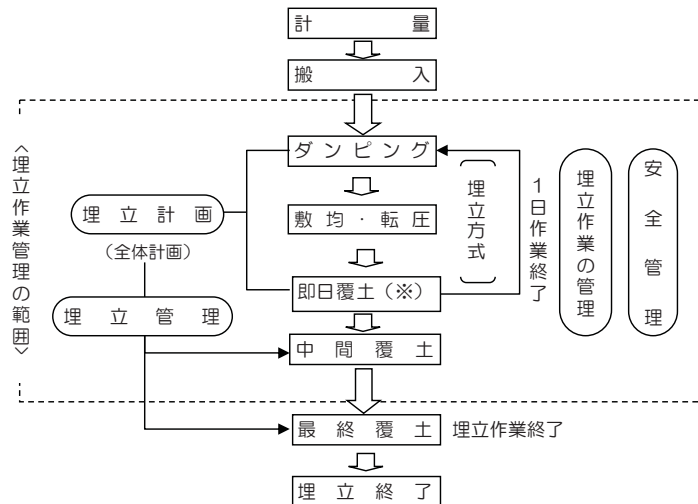 計量
搬入
〈埋立作業管理の範囲〉
ダンピング
埋立計画
(全体計画)
敷均・転圧
埋立方式
1日作業終了
埋立作業の管理
安全管理
即日覆土(※)
埋立管理
中間覆土
最終覆土 埋立作業終了
埋立終了